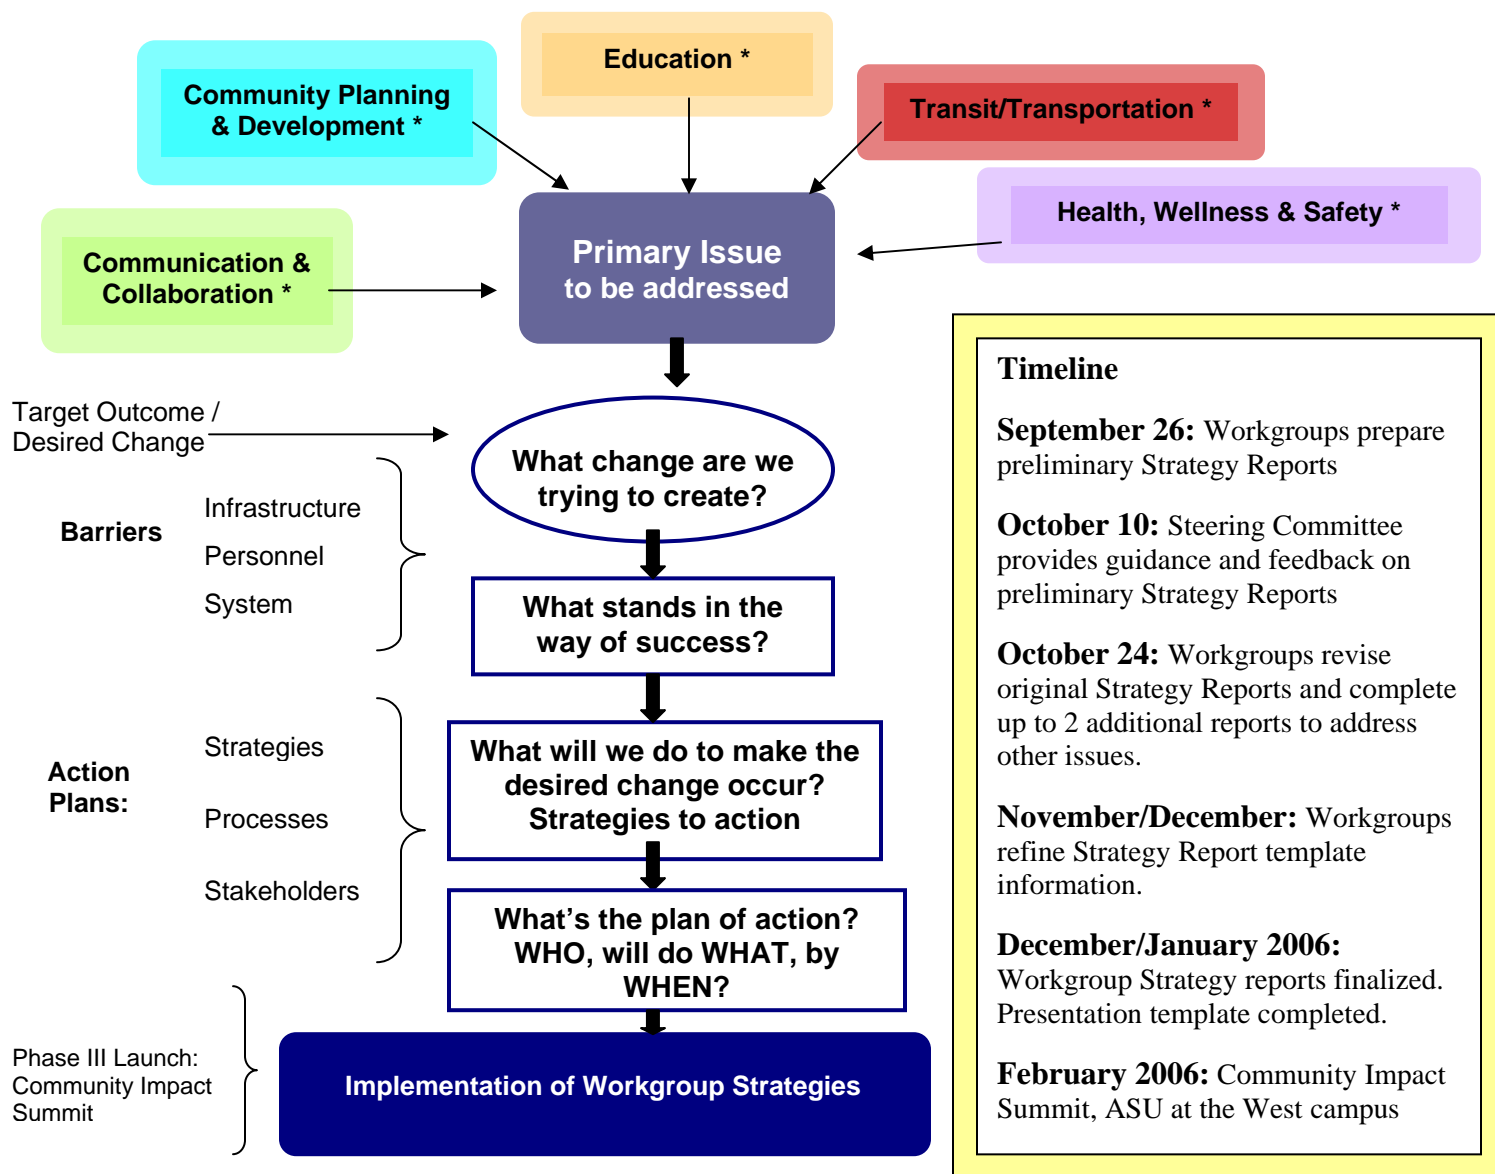 Education *
Community Planning
& Development *
Transit/Transportation *
Health, Wellness & Safety *
Communication &
Collaboration *
Primary Issue
to be addressed
Target Outcome /
Desired Change
What change are we
trying to create?
Barriers
Infrastructure
Personnel
System
What stands in the
way of success?
Action
Plans:
Strategies
Processes
Stakeholders
What will we do to make the
desired change occur?
Strategies to action
What’s the plan of action?
WHO, will do WHAT, by
WHEN?
Phase III Launch:
Community Impact
Summit
Implementation of Workgroup Strategies
Timeline
September 26: Workgroups prepare
preliminary Strategy Reports
October 10: Steering Committee
provides guidance and feedback on
preliminary Strategy Reports
October 24: Workgroups revise
original Strategy Reports and complete
up to 2 additional reports to address
other issues.
November/December: Workgroups
refine Strategy Report template
information.
December/January 2006:
Workgroup Strategy reports finalized.
Presentation template completed.
February 2006: Community Impact
Summit, ASU at the West campus